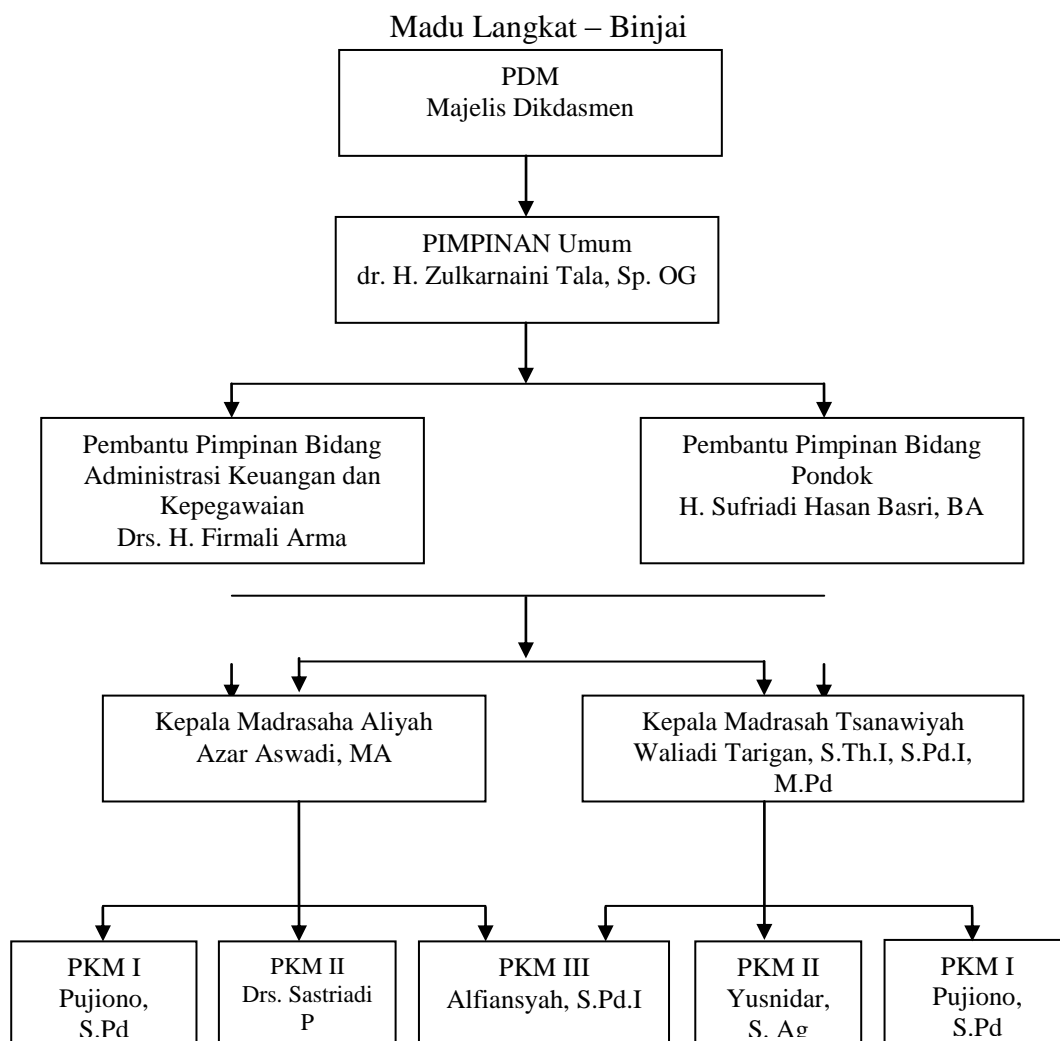 Madu Langkat – Binjai
PDM
Majelis Dikdasmen
PIMPINAN Umum
dr. H. Zulkarnaini Tala, Sp. OG
Pembantu Pimpinan Bidang
Administrasi Keuangan dan
Kepegawaian
Drs. H. Firmali Arma
Pembantu Pimpinan Bidang
Pondok
H. Sufriadi Hasan Basri, BA
Kepala Madrasaha Aliyah
Azar Aswadi, MA
Kepala Madrasah Tsanawiyah
Waliadi Tarigan, S.Th.I, S.Pd.I,
M.Pd
PKM I
Pujiono,
S.Pd
PKM II
Drs. Sastriadi
P
PKM III
Alfiansyah, S.Pd.I
PKM II
Yusnidar,
S. Ag
PKM I
Pujiono,
S.Pd